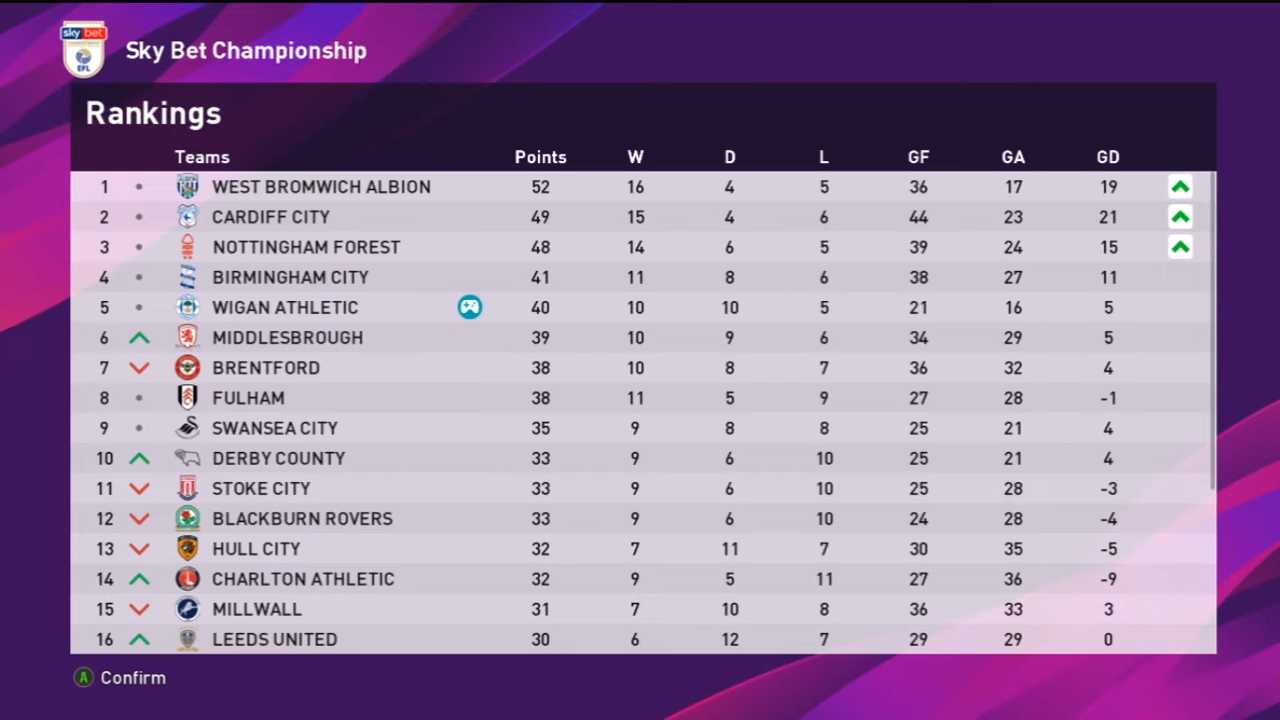 sky bet
EFL
Sky Bet Championship
Rankings
Teams Points W D L GF GA GD
1 WEST BROMWICH ALBION 52 16 4 5 36 17 19
2 CARDIFF CITY 49 15 4 6 44 23 21
3 NOTTINGHAM FOREST 48 14 6 5 39 24 15
4 BIRMINGHAM CITY 41 11 8 6 38 27 11
5 WIGAN ATHLETIC 40 10 10 5 21 16 5
6 MIDDLESBROUGH 39 10 9 6 34 29 5
7 BRENTFORD 38 10 8 7 36 32 4
8 FULHAM 38 11 5 9 27 28 -1
9 SWANSEA CITY 35 9 8 8 25 21 4
10 DERBY COUNTY 33 9 6 10 25 21 4
11 STOKE CITY 33 9 6 10 25 28 -3
12 BLACKBURN ROVERS 33 9 6 10 24 28 -4
13 HULL CITY 32 7 11 7 30 35 -5
14 CHARLTON ATHLETIC 32 9 5 11 27 36 -9
15 MILLWALL 31 7 10 8 36 33 3
16 LEEDS UNITED 30 6 12 7 29 29 0
A Confirm